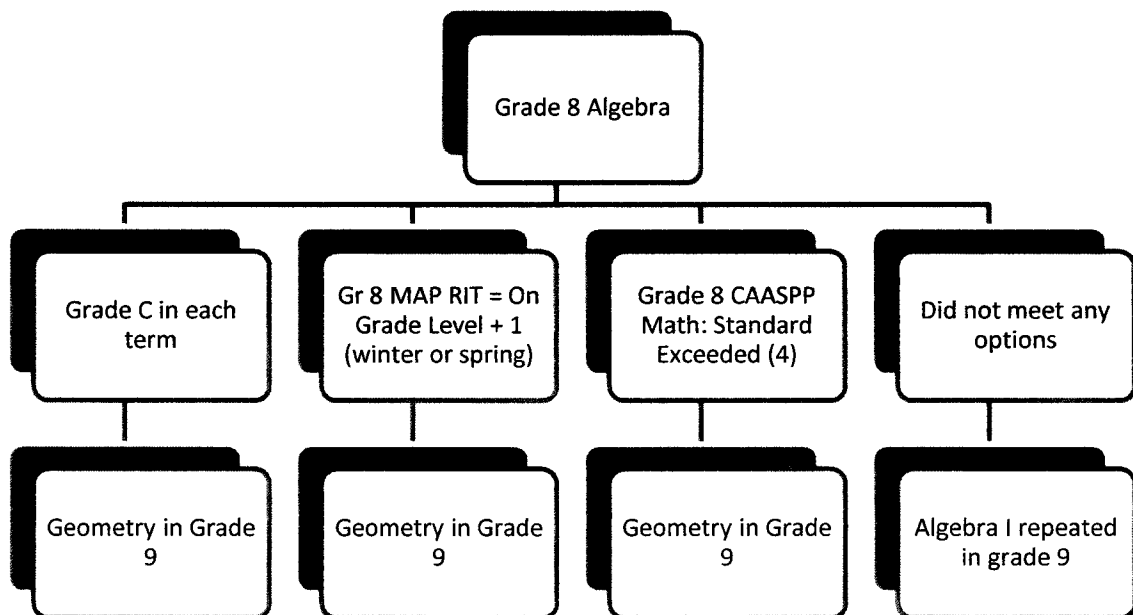 Grade 8 Algebra
Grade C in each
term
Gr 8 MAP RIT = On
Grade Level + 1
(winter or spring)
Grade 8 CAASPP
Math: Standard
Exceeded (4)
Did not meet any
options
Geometry in Grade
9
Geometry in Grade
9
Geometry in Grade
9
Algebra I repeated
in grade 9